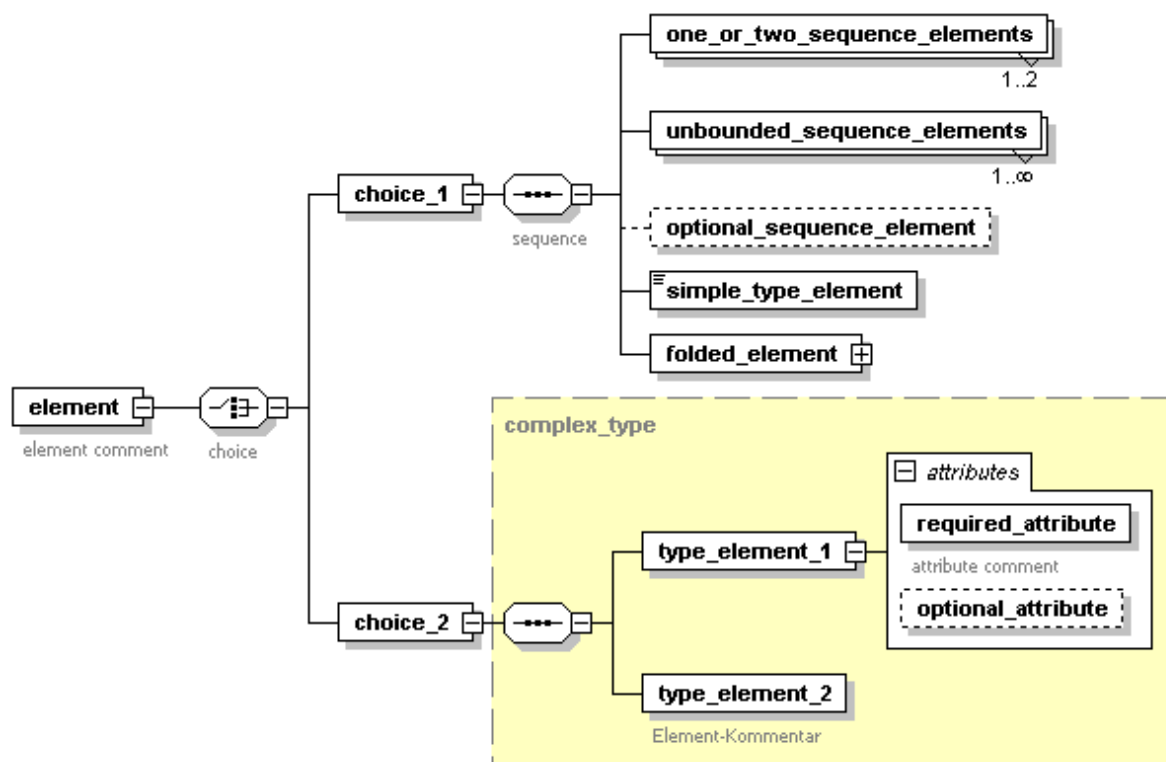 one_or_two_sequence_elements
1..2
unbounded_sequence_elements
1..∞
choice_1
sequence
optional_sequence_element
simple_type_element
folded_element
element
element comment
choice
complex_type
attributes
required_attribute
attribute comment
type_element_1
optional_attribute
choice_2
type_element_2
Element-Kommentar